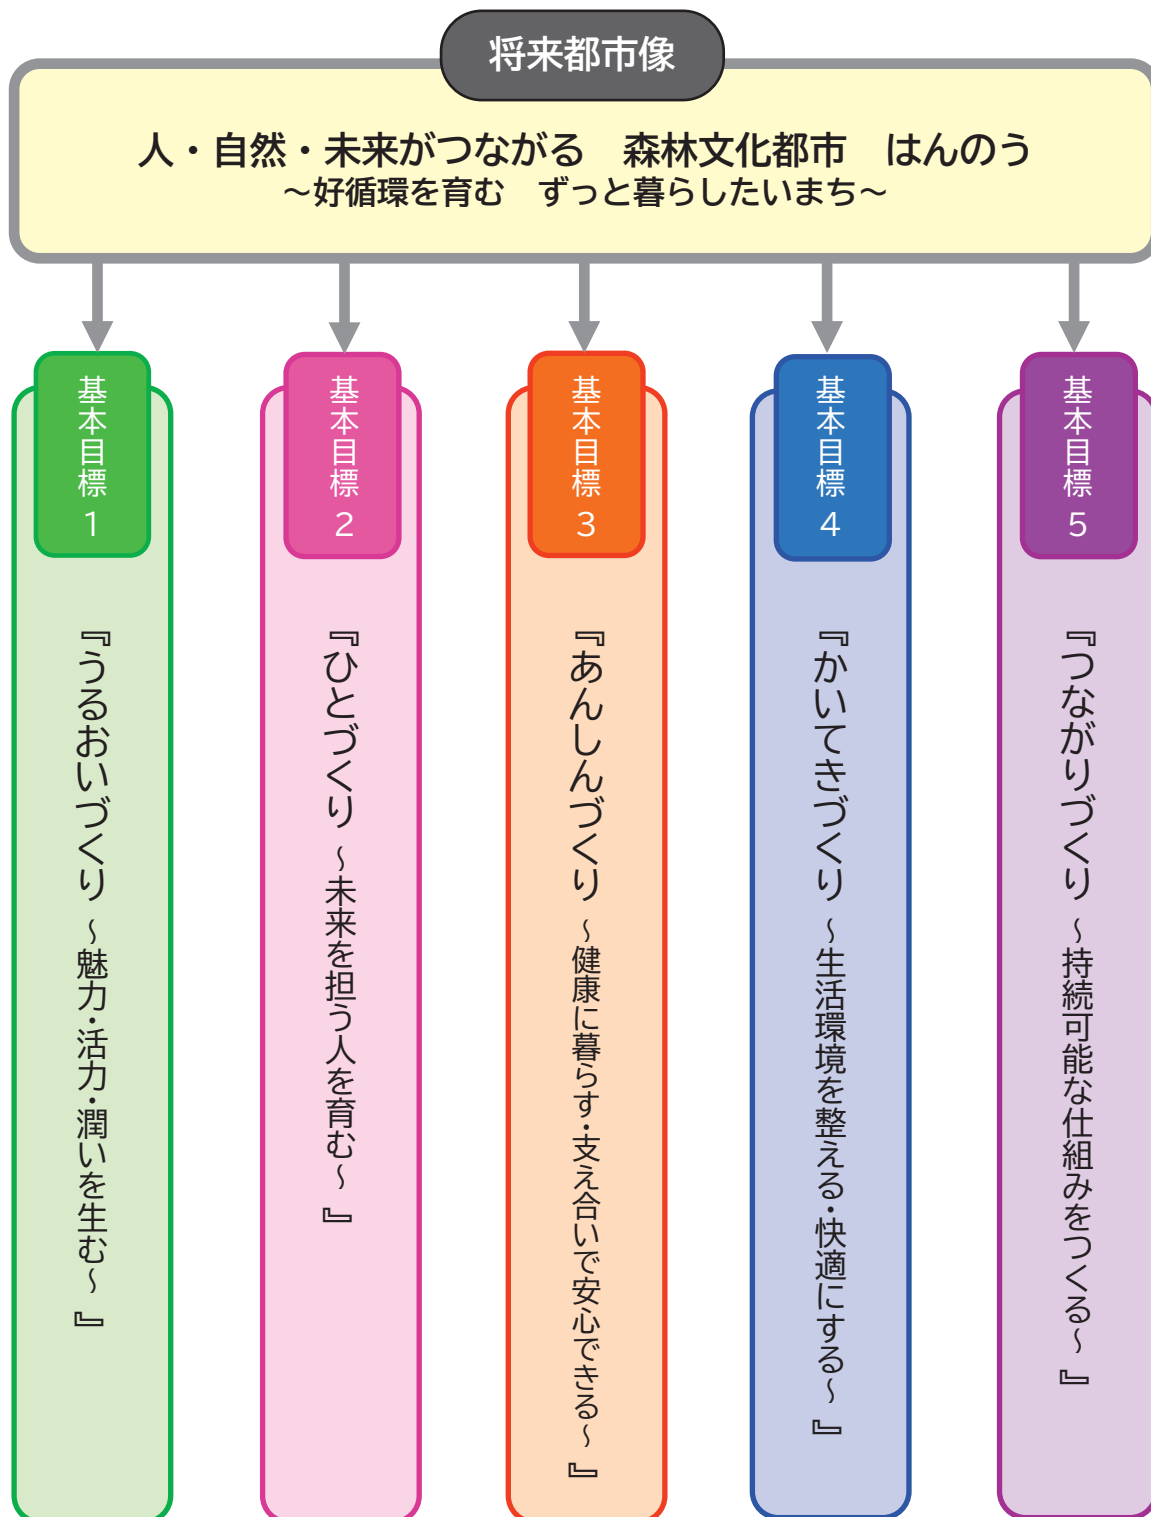 将来都市像
人・自然・未来がつながる　森林文化都市　はんのう
～好循環を育む　ずっと暮らしたいまち～
基本目標1
『うるおいづくり ～魅力・活力・潤いを生む～ 』
基本目標2
『ひとづくり ～未来を担う人を育む～ 』
基本目標3
『あんしんづくり ～健康に暮らす・支え合いで安心できる～ 』
基本目標4
『かいてきづくり ～生活環境を整える・快適にする～ 』
基本目標5
『つながりづくり ～持続可能な仕組みをつくる～ 』